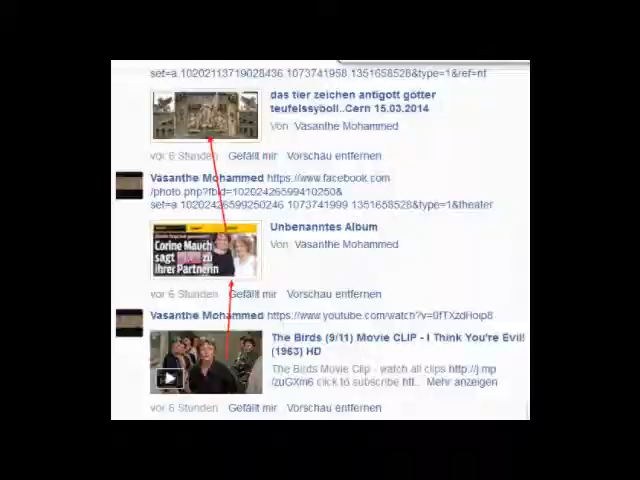 set=a.10202113719028436.1073741958.1351658528&type=1&ref=nf
das tier zeichen antigott götter
teufelssyboll..Cern 15.03.2014
Von: Vasanthe Mohammed
vor 6 Stunden Gefällt mir Vorschau entfernen
Vasanthe Mohammed https://www.facebook.com
/photo.php?fbid=10202426599410250&
set=a.10202426599250246.1073741999.1351658528&type=1&theater
Unbenanntes Album
Von: Vasanthe Mohammed
Corine Mauch
sagt zu
ihrer Partnerin
vor 6 Stunden Gefällt mir Vorschau entfernen
Vasanthe Mohammed https://www.youtube.com/watch?v=0fTXzdHoip8
The Birds (9/11) Movie CLIP - I Think You're Evil!
(1963) HD
The Birds Movie Clip - watch all clips http://j.mp
/zuGXm6 click to subscribe htt... Mehr anzeigen
vor 6 Stunden Gefällt mir Vorschau entfernen